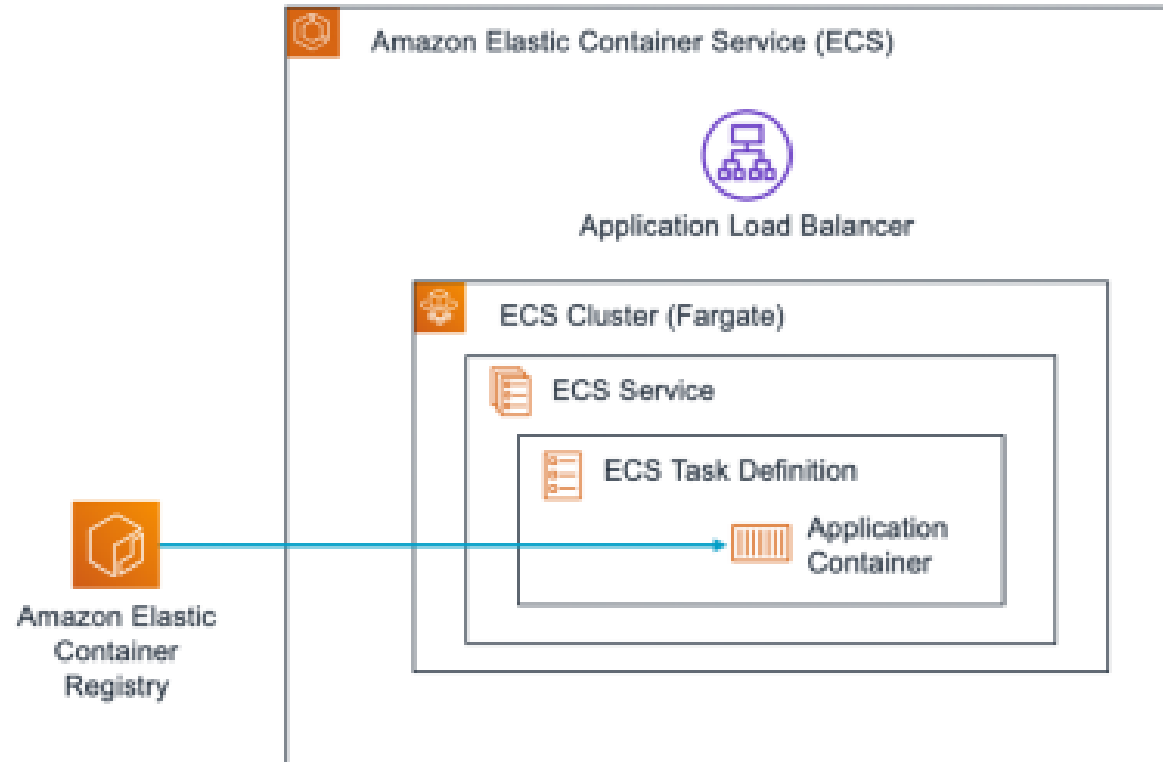 Amazon Elastic Container Service (ECS)
Application Load Balancer
ECS Cluster (Fargate)
ECS Service
ECS Task Definition
Application
Container
Amazon Elastic
Container
Registry